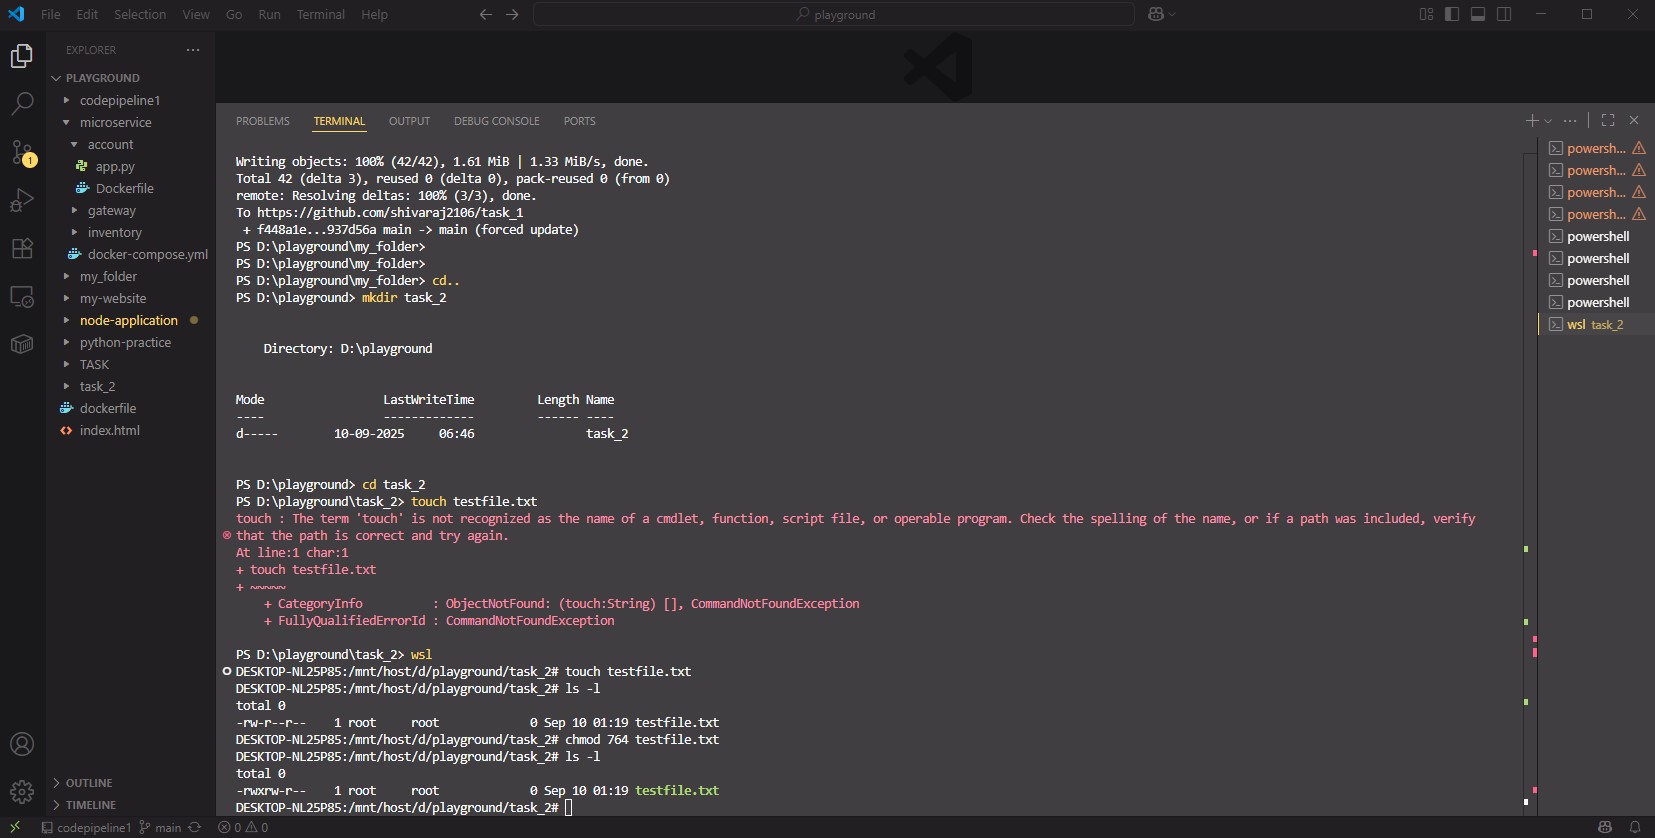 File Edit Selection View Go Run Terminal Help
playground
EXPLORER
PLAYGROUND
codepipeline1
microservice
account
app.py
Dockerfile
gateway
inventory
docker-compose.yml
my_folder
my-website
node-application
python-practice
TASK
task_2
dockerfile
index.html
OUTLINE
TIMELINE
1
PROBLEMS TERMINAL OUTPUT DEBUG CONSOLE PORTS
Writing objects: 100% (42/42), 1.61 MiB | 1.33 MiB/s, done.
Total 42 (delta 3), reused 0 (delta 0), pack-reused 0 (from 0)
remote: Resolving deltas: 100% (3/3), done.
To https://github.com/shivaraj2106/task_1
+ f448a1e...937d56a main -> main (forced update)
PS D:\playground\my_folder>
PS D:\playground\my_folder>
PS D:\playground\my_folder> cd..
PS D:\playground> mkdir task_2
Directory: D:\playground
Mode LastWriteTime Length Name
---- ------------- ------ ----
d----- 10-09-2025 06:46 task_2
PS D:\playground> cd task_2
PS D:\playground\task_2> touch testfile.txt
touch : The term 'touch' is not recognized as the name of a cmdlet, function, script file, or operable program. Check the spelling of the name, or if a path was included, verify
that the path is correct and try again.
At line:1 char:1
+ touch testfile.txt
+ ~~~~~
+ CategoryInfo : ObjectNotFound: (touch:String) [], CommandNotFoundException
+ FullyQualifiedErrorId : CommandNotFoundException
PS D:\playground\task_2> wsl
DESKTOP-NL25P85:/mnt/host/d/playground/task_2# touch testfile.txt
DESKTOP-NL25P85:/mnt/host/d/playground/task_2# ls -l
total 0
-rw-r--r-- 1 root root 0 Sep 10 01:19 testfile.txt
DESKTOP-NL25P85:/mnt/host/d/playground/task_2# chmod 764 testfile.txt
DESKTOP-NL25P85:/mnt/host/d/playground/task_2# ls -l
total 0
-rwxrw-r-- 1 root root 0 Sep 10 01:19 testfile.txt
DESKTOP-NL25P85:/mnt/host/d/playground/task_2#
powersh...
powersh...
powersh...
powersh...
powershell
powershell
powershell
powershell
wsl task_2
codepipeline1 main 0 0